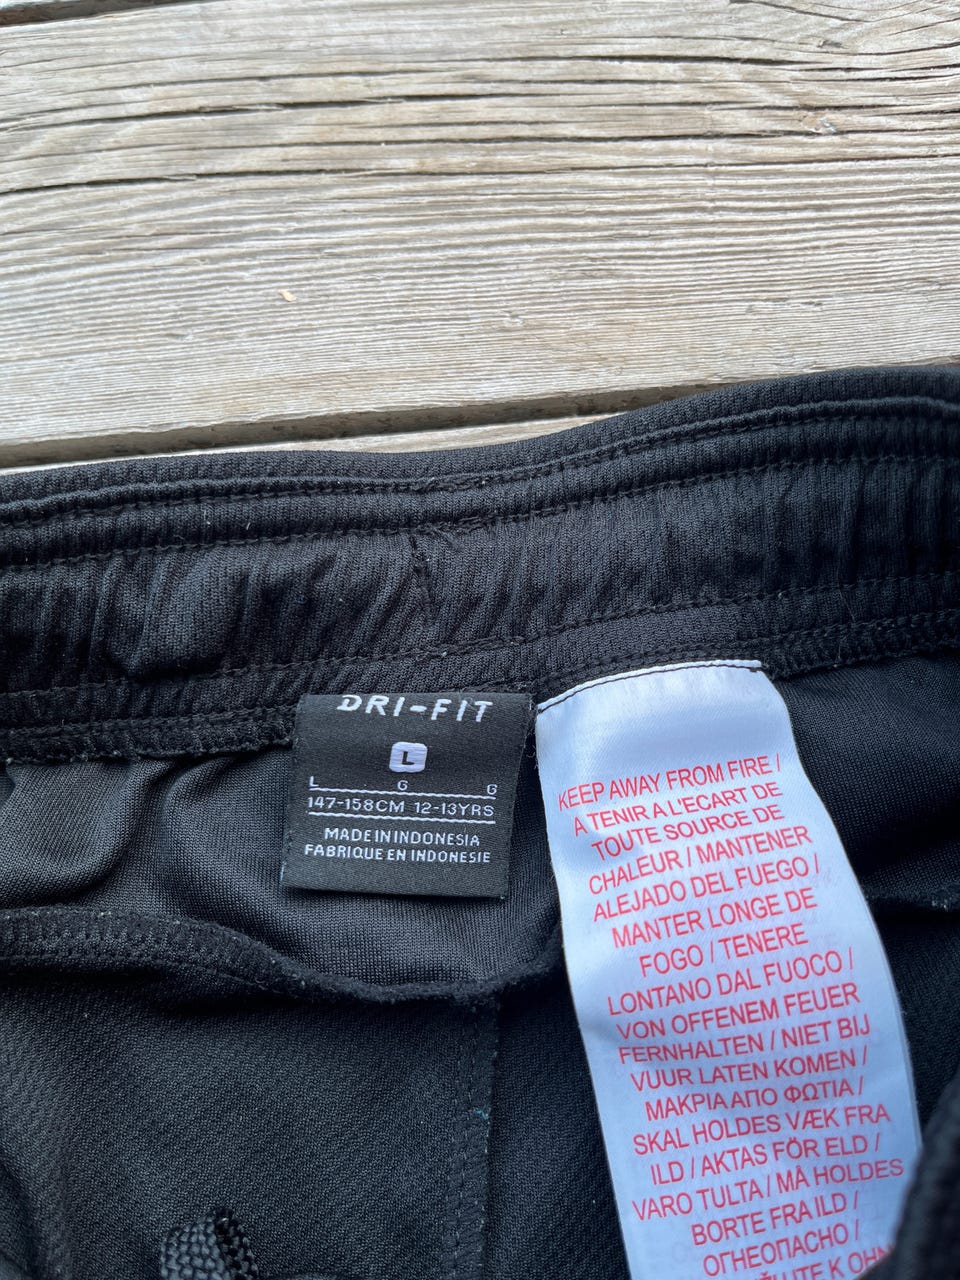 DRI-FIT
L
L G G
147-158CM 12-13YRS
MADE IN INDONESIA
FABRIQUE EN INDONESIE
KEEP AWAY FROM FIRE /
A TENIR A L'ECART DE
TOUTE SOURCE DE
CHALEUR / MANTENER
ALEJADO DEL FUEGO /
MANTER LONGE DE
FOGO / TENERE
LONTANO DAL FUOCO /
VON OFFENEM FEUER
FERNHALTEN / NIET BIJ
VUUR LATEN KOMEN /
ΜΑΚΡΙΑ ΑΠΟ ΦΩΤΙΑ /
SKAL HOLDES VÆK FRA
ILD / AKTAS FÖR ELD /
VARO TULTA / MÅ HOLDES
BORTE FRA ILD /
ОГНЕОПАСНО /